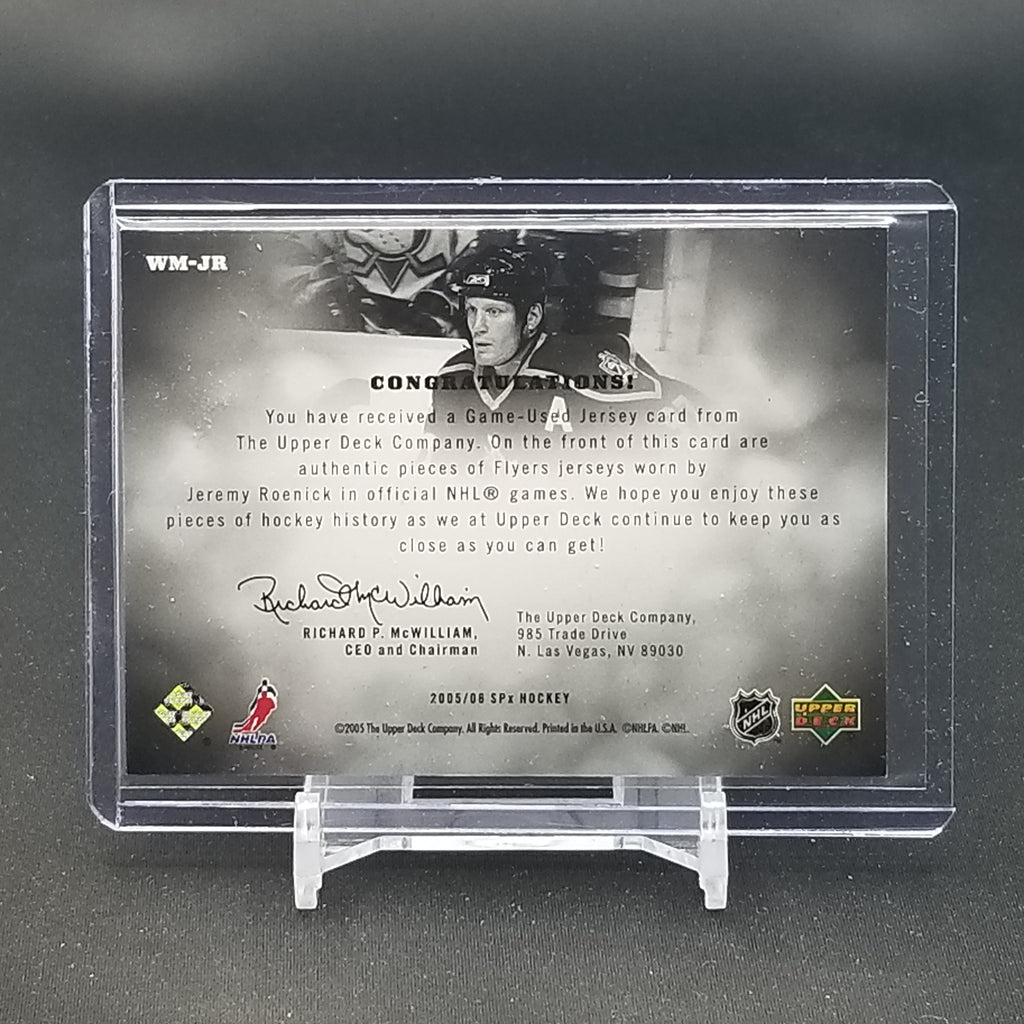 WM-JR
CONGRATULATIONS!
You have received a Game-Used Jersey card from
The Upper Deck Company. On the front of this card are
authentic pieces of Flyers jerseys worn by
Jeremy Roenick in official NHL® games. We hope you enjoy these
pieces of hockey history as we at Upper Deck continue to keep you as
close as you can get!
Richard McWilliam
RICHARD P. McWILLIAM,
CEO and Chairman
The Upper Deck Company,
985 Trade Drive
N. Las Vegas, NV 89030
2005/06 SPx HOCKEY
©2005 The Upper Deck Company. All Rights Reserved. Printed in the U.S.A. ©NHLPA. ©NHL.
NHLPA
NHL
UPPER
DECK
A